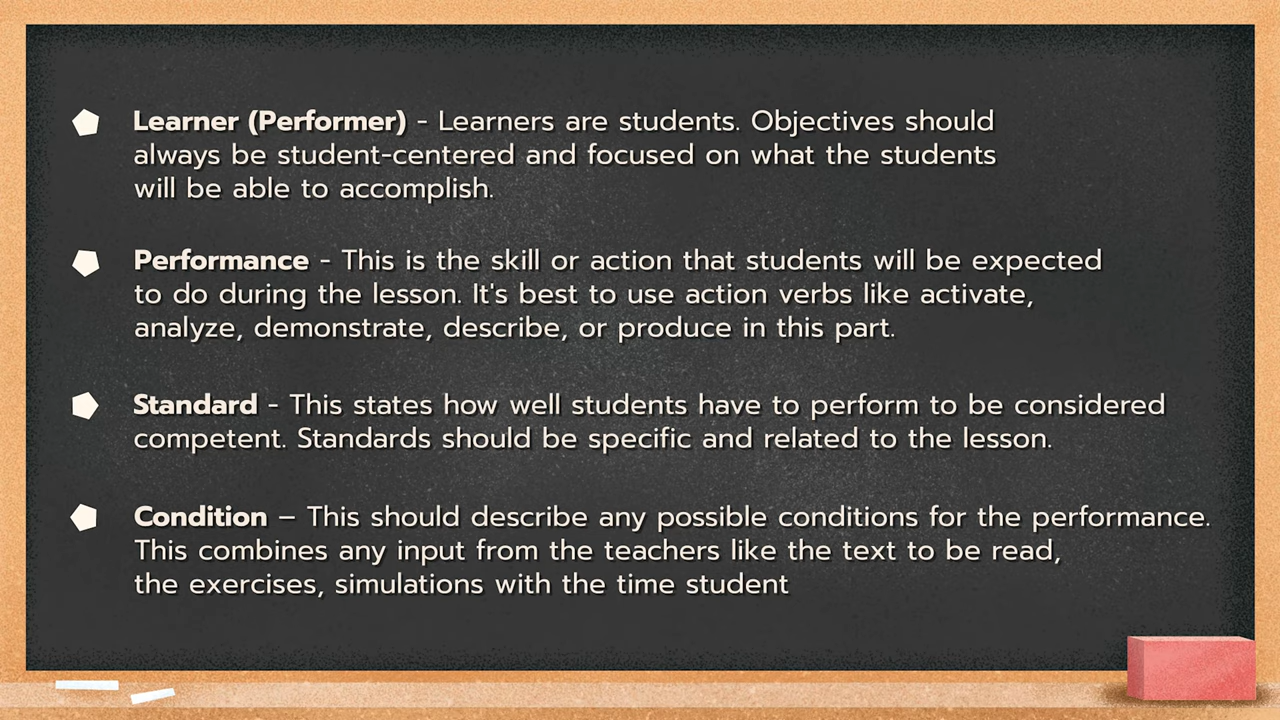 Learner (Performer) - Learners are students. Objectives should
always be student-centered and focused on what the students
will be able to accomplish.
Performance - This is the skill or action that students will be expected
to do during the lesson. It's best to use action verbs like activate,
analyze, demonstrate, describe, or produce in this part.
Standard - This states how well students have to perform to be considered
competent. Standards should be specific and related to the lesson.
Condition – This should describe any possible conditions for the performance.
This combines any input from the teachers like the text to be read,
the exercises, simulations with the time student